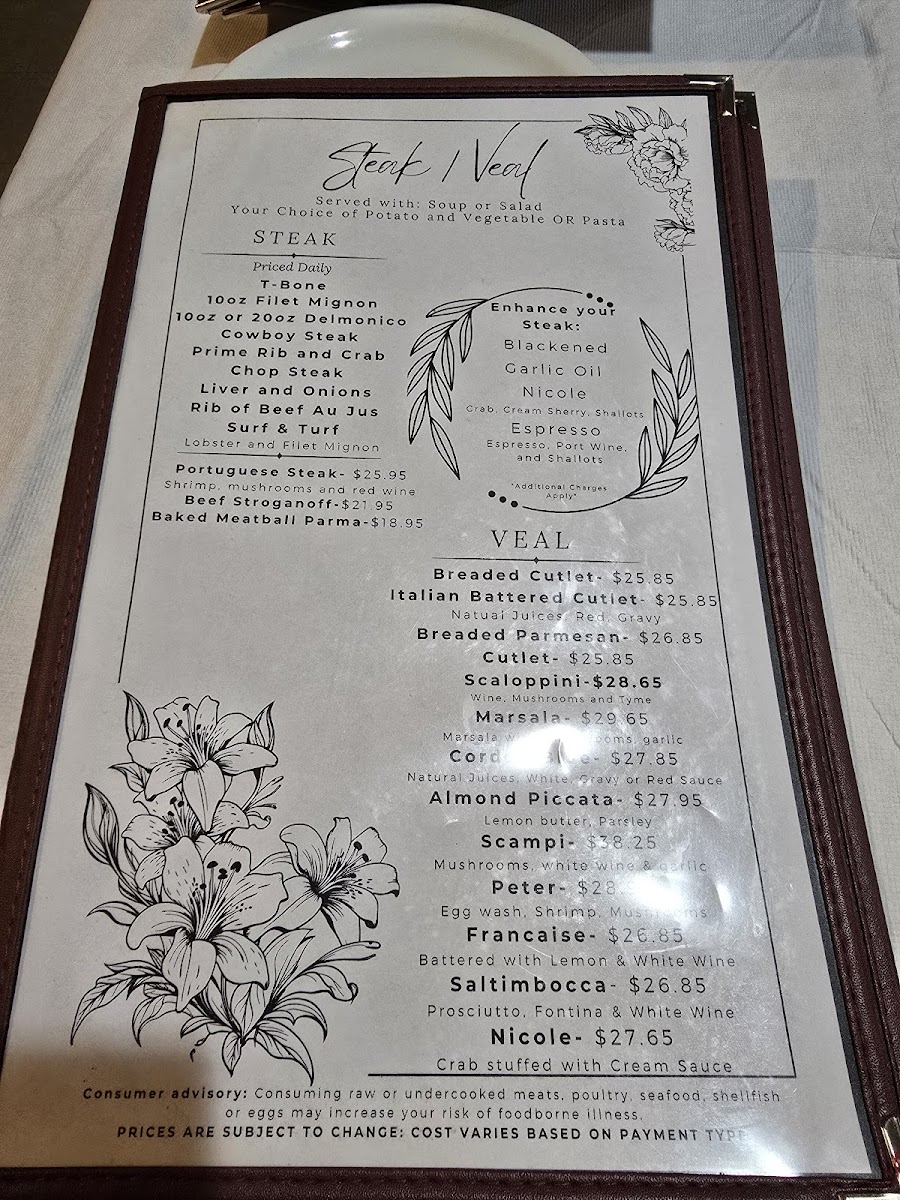 Steak / Veal
Served with: Soup or Salad
Your Choice of Potato and Vegetable OR Pasta
STEAK
Priced Daily
T-Bone
10oz Filet Mignon
10oz or 20oz Delmonico
Cowboy Steak
Prime Rib and Crab
Chop Steak
Liver and Onions
Rib of Beef Au Jus
Surf & Turf
Lobster and Filet Mignon
Portuguese Steak- $25.95
Shrimp, mushrooms and red wine
Beef Stroganoff-$21.95
Baked Meatball Parma-$18.95
Enhance your
Steak:
Blackened
Garlic Oil
Nicole
Crab, Cream Sherry, Shallots
Espresso
Espresso, Port Wine,
and Shallots
*Additional Charges
Apply*
VEAL
Breaded Cutlet- $25.85
Italian Battered Cutlet- $25.85
Natual Juices, Red, Gravy
Breaded Parmesan- $26.85
Cutlet- $25.85
Scaloppini-$28.65
Wine, Mushrooms and Tyme
Marsala- $29.65
Marsala garlic
$27.85
Natural Juices, White, Gravy or Red Sauce
Almond Piccata- $27.95
Lemon butter, Parsley
Scampi- $38.25
Mushrooms, white wine & garlic
Peter-
Egg wash, Shrimp, Mushrooms
Francaise- $26.85
Battered with Lemon & White Wine
Saltimbocca- $26.85
Prosciutto, Fontina & White Wine
Nicole- $27.65
Crab stuffed with Cream Sauce
Consumer advisory: Consuming raw or undercooked meats, poultry, seafood, shellfish
or eggs may increase your risk of foodborne illness.
PRICES ARE SUBJECT TO CHANGE: COST VARIES BASED ON PAYMENT TYPE